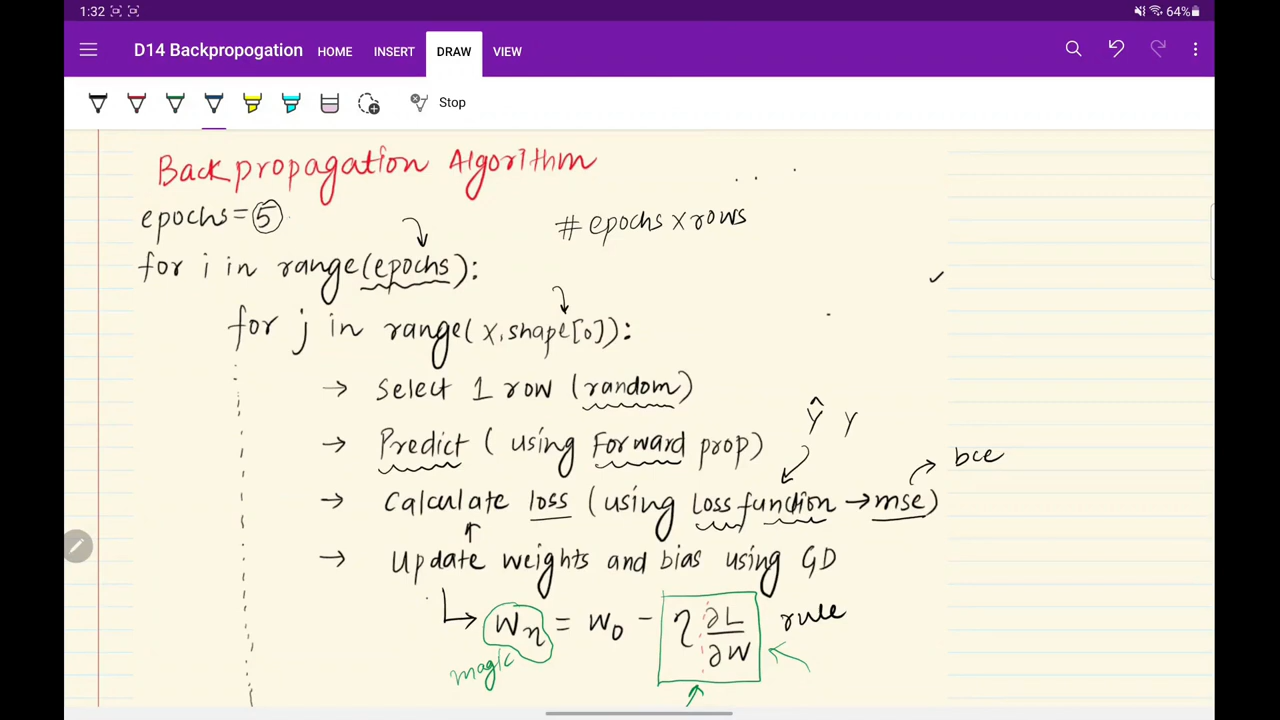 1:32
64%
D14 Backpropogation HOME INSERT DRAW VIEW
Stop
Backpropagation Algorithm
epochs=5
# epochs x rows
for i in range(epochs):
for j in range(X.shape[0]):
→ Select 1 row (random)
→ Predict (using Forward prop)
Ŷ Y
→ Calculate loss (using Loss function → mse)
bce
→ Update weights and bias using GD
Wn = W0 - η ∂L/∂W rule
magic